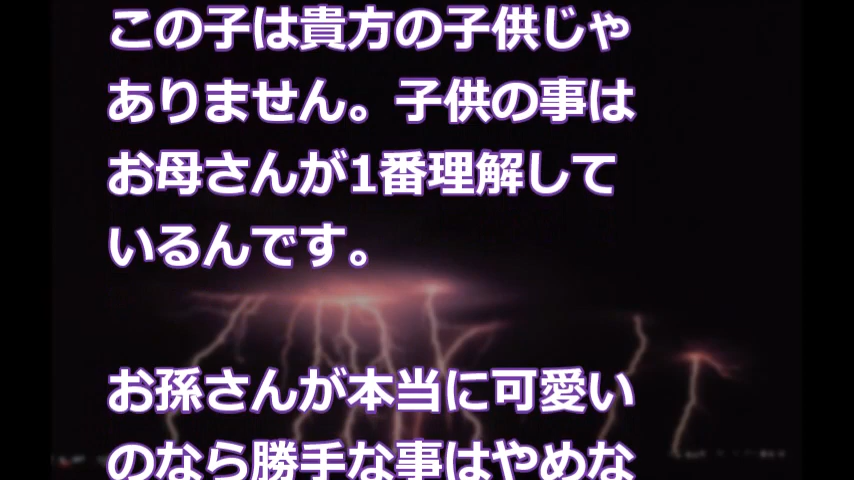 この子は貴方の子供じゃ
ありません。子供の事は
お母さんが1番理解して
いるんです。
お孫さんが本当に可愛い
のなら勝手な事はやめな